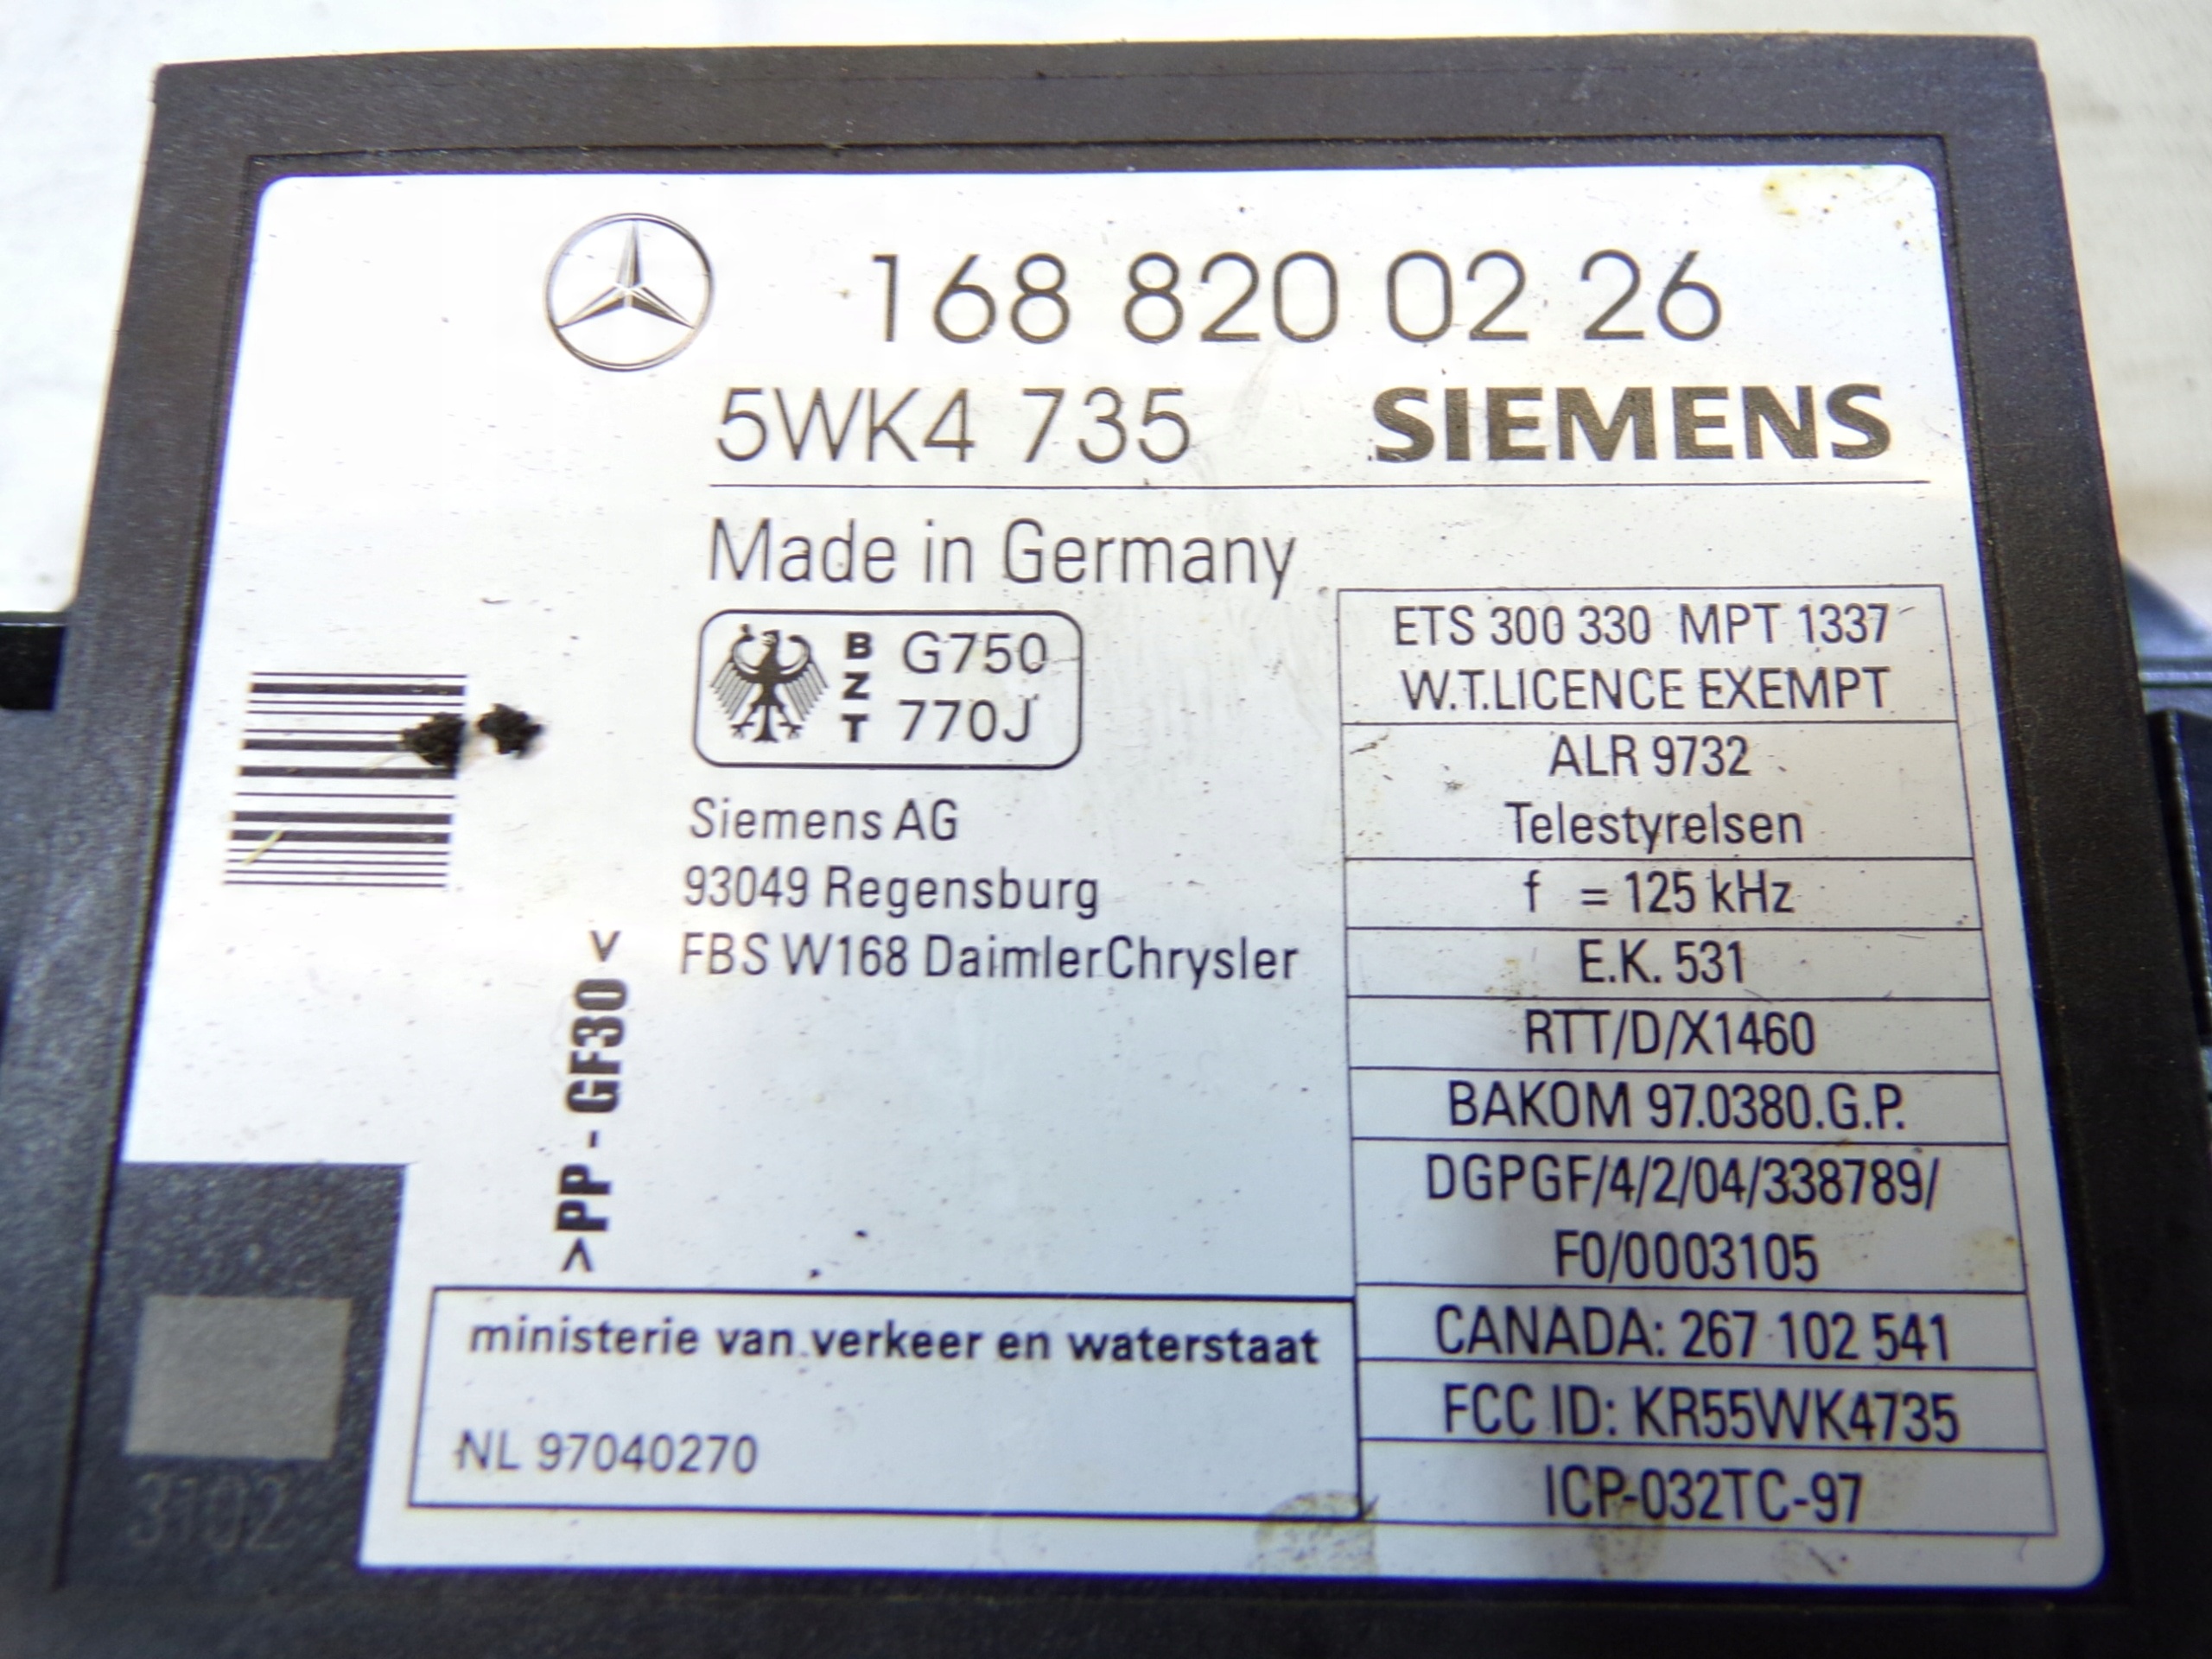 168 820 02 26
5WK4 735 SIEMENS
Made in Germany
BZT G750
770J
Siemens AG
93049 Regensburg
FBS W168 DaimlerChrysler
>PP - GF30<
ETS 300 330 MPT 1337
W.T.LICENCE EXEMPT
ALR 9732
Telestyrelsen
f = 125 kHz
E.K. 531
RTT/D/X1460
BAKOM 97.0380.G.P.
DGPGF/4/2/04/338789/
F0/0003105
CANADA: 267 102 541
FCC ID: KR55WK4735
ICP-032TC-97
ministerie van verkeer en waterstaat
NL 97040270
3102